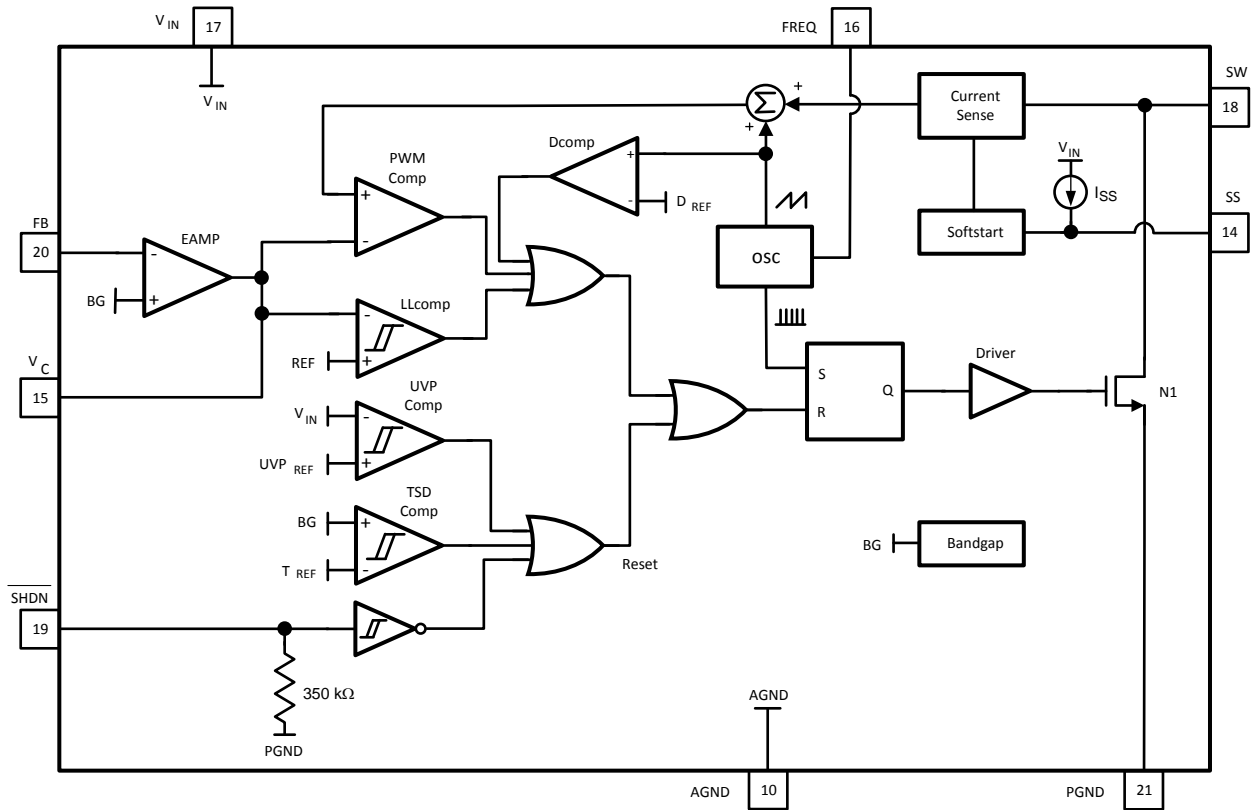 V IN
17
FREQ
16
V IN
SW
18
Current
Sense
+
+
Σ
Dcomp
+
-
D REF
PWM
Comp
+
-
V IN
ISS
SS
14
Softstart
FB
20
EAMP
-
+
BG
OSC
LLcomp
-
+
REF
V C
15
UVP
Comp
V IN
-
UVP REF
+
S
R
Q
Driver
N1
TSD
Comp
BG
+
T REF
-
Reset
BG
Bandgap
SHDN
19
350 kΩ
PGND
AGND
AGND
10
PGND
21